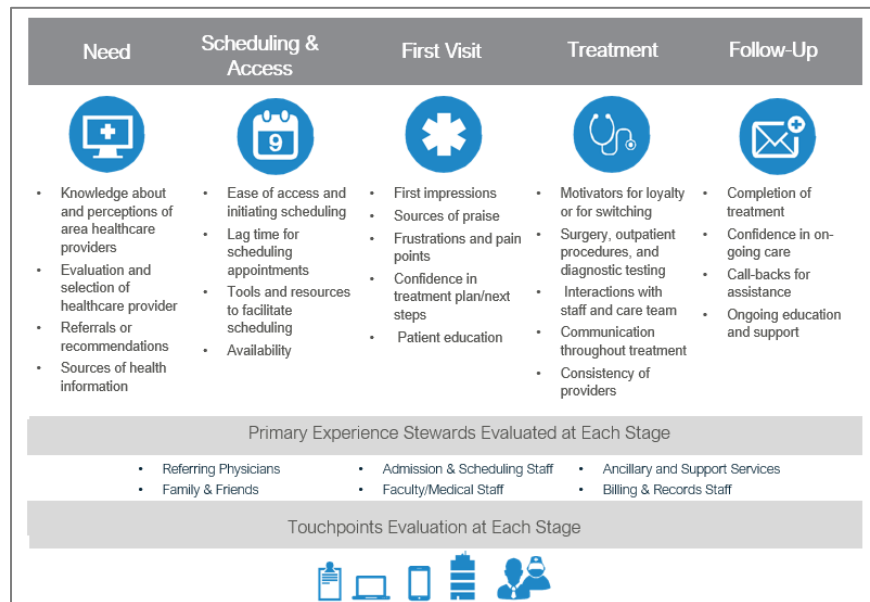 Need
Scheduling &
Access
First Visit
Treatment
Follow-Up
9
• Knowledge about
and perceptions of
area healthcare
providers
• Evaluation and
selection of
healthcare provider
• Referrals or
recommendations
• Sources of health
information
• Ease of access and
initiating scheduling
• Lag time for
scheduling
appointments
• Tools and resources
to facilitate
scheduling
• Availability
• First impressions
• Sources of praise
• Frustrations and pain
points
• Confidence in
treatment plan/next
steps
• Patient education
• Motivators for loyalty
or for switching
• Surgery, outpatient
procedures, and
diagnostic testing
• Interactions with
staff and care team
• Communication
throughout treatment
• Consistency of
providers
• Completion of
treatment
• Confidence in on-
going care
• Call-backs for
assistance
• Ongoing education
and support
Primary Experience Stewards Evaluated at Each Stage
• Referring Physicians
• Family & Friends
• Admission & Scheduling Staff
• Faculty/Medical Staff
• Ancillary and Support Services
• Billing & Records Staff
Touchpoints Evaluation at Each Stage